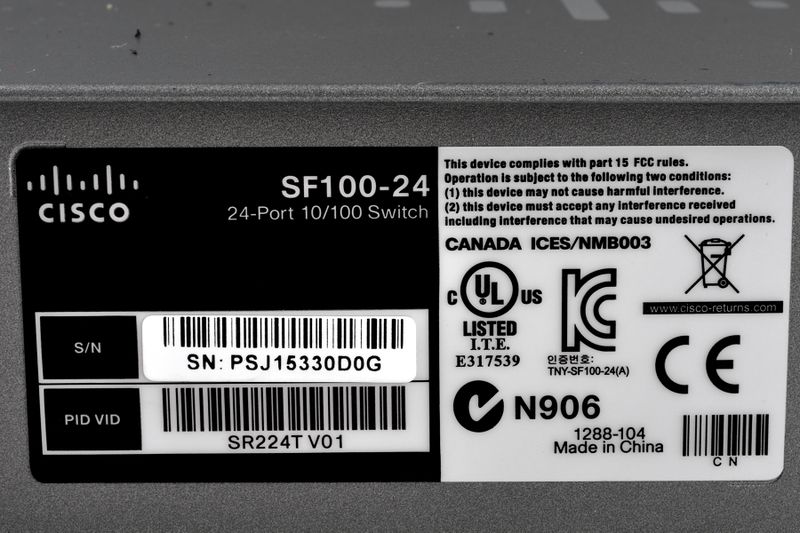 CISCO
SF100-24
24-Port 10/100 Switch
S/N
SN: PSJ15330D0G
PID VID
SR224T V01
This device complies with part 15 FCC rules.
Operation is subject to the following two conditions:
(1) this device may not cause harmful interference.
(2) this device must accept any interference received
including interference that may cause undesired operations.
CANADA ICES/NMB003
C UL US
LISTED
I.T.E.
E317539
KC
인증번호:
TNY-SF100-24(A)
www.cisco-returns.com
CE
N906
1288-104
Made in China
C N